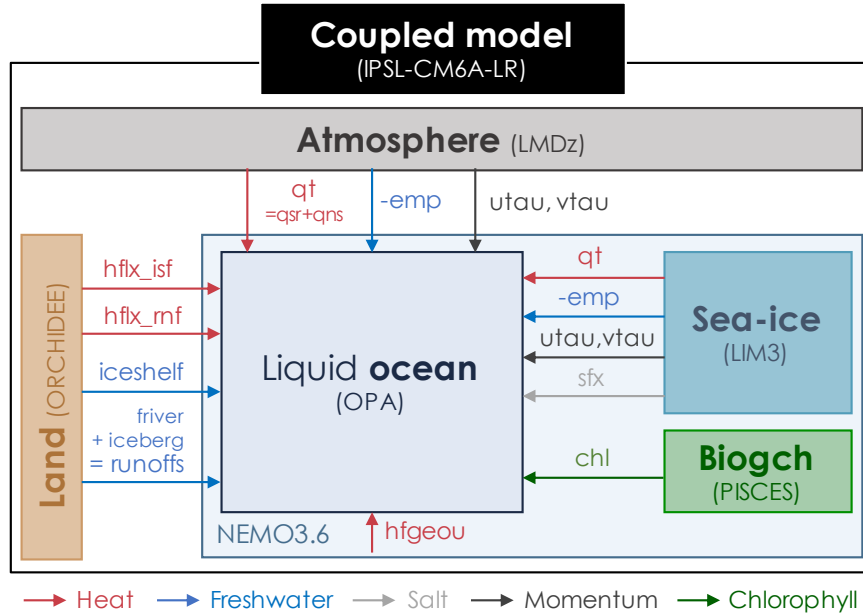 Coupled model
(IPSL-CM6A-LR)
Atmosphere (LMDz)
qt
=qsr+qns
-emp
utau, vtau
Land (ORCHIDEE)
hflx_isf
hflx_rnf
iceshelf
friver
+ iceberg
= runoffs
Liquid ocean
(OPA)
qt
-emp
utau,vtau
sfx
Sea-ice
(LIM3)
chl
Biogch
(PISCES)
NEMO3.6
hfgeou
Heat
Freshwater
Salt
Momentum
Chlorophyll